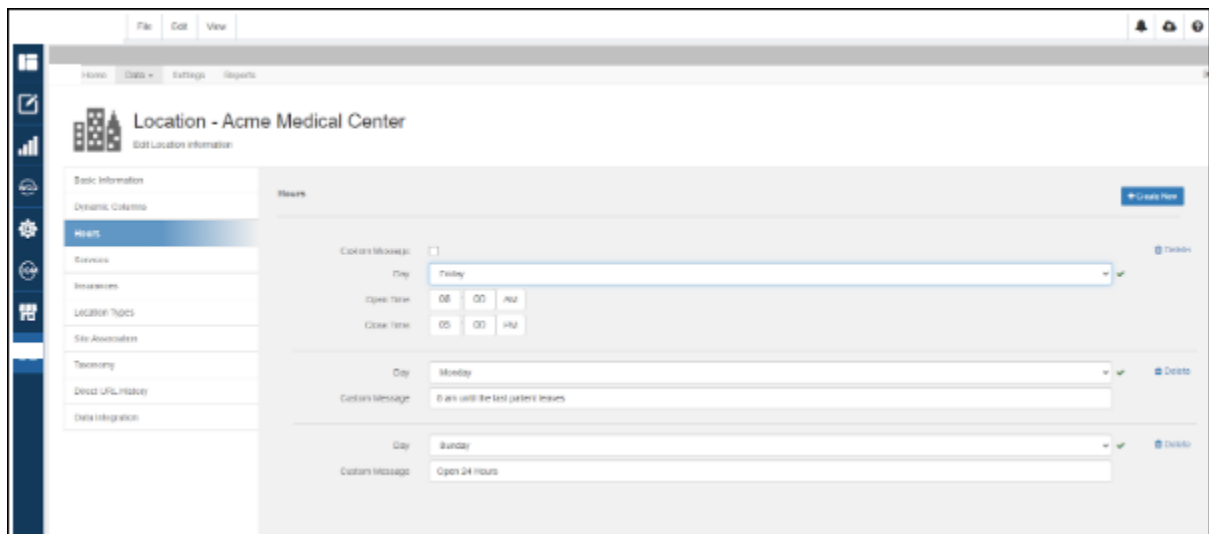 File Edit View
Home Data Settings Reports
Location - Acme Medical Center
Edit Location Information
Basic Information
Dynamic Columns
Hours
Services
Insurances
Location Types
Site Association
Taxonomy
Direct URL History
Data Integration
Hours
+ Create New
Custom Message
Delete
Day Friday
Open Time 08 00 AM
Close Time 05 00 PM
Day Monday Delete
Custom Message 8 am until the last patient leaves
Day Sunday Delete
Custom Message Open 24 Hours